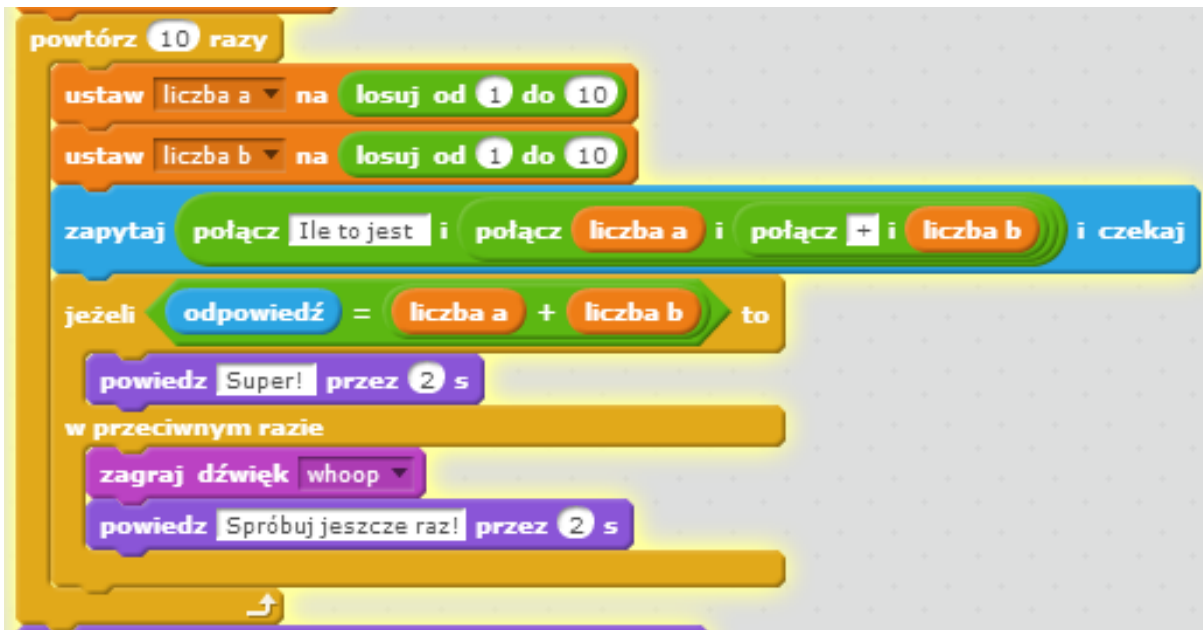 powtórz 10 razy
ustaw liczba a na losuj od 1 do 10
ustaw liczba b na losuj od 1 do 10
zapytaj połącz Ile to jest i połącz liczba a i połącz + i liczba b i czekaj
jeżeli odpowiedź = liczba a + liczba b to
powiedz Super! przez 2 s
w przeciwnym razie
zagraj dźwięk whoop
powiedz Spróbuj jeszcze raz! przez 2 s